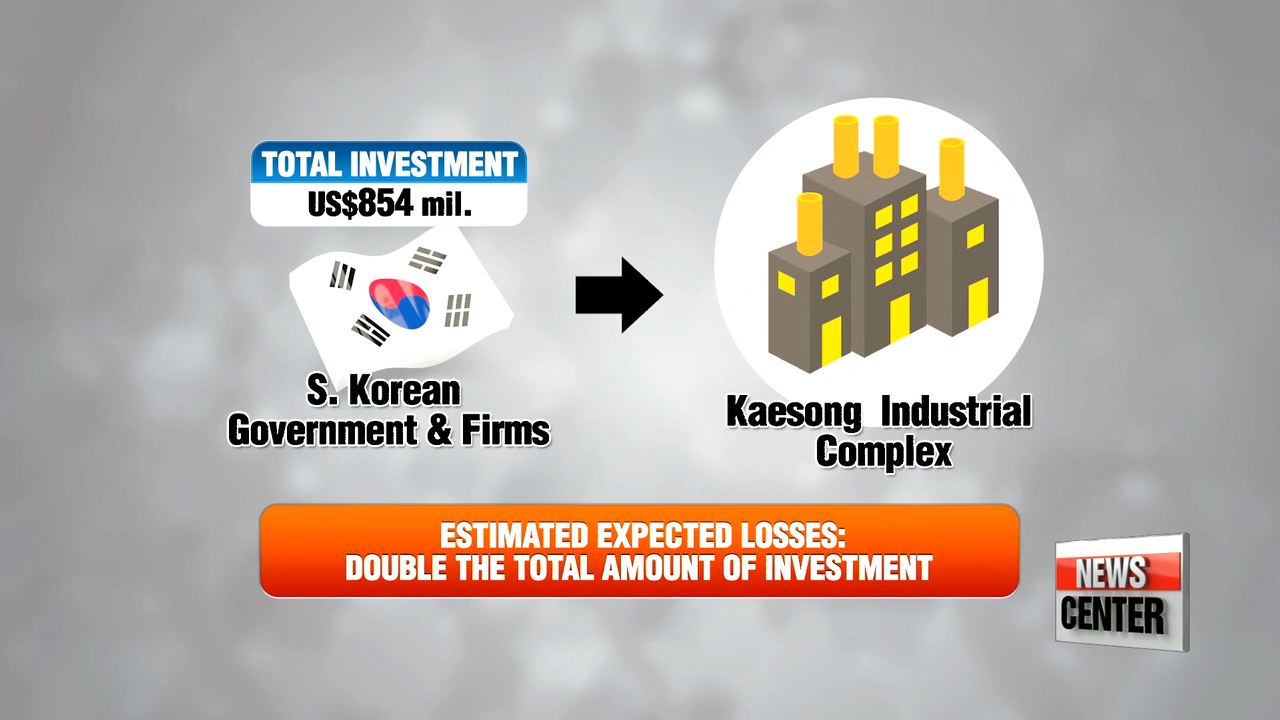 TOTAL INVESTMENT
US$854 mil.
S. Korean
Government & Firms
Kaesong Industrial
Complex
ESTIMATED EXPECTED LOSSES:
DOUBLE THE TOTAL AMOUNT OF INVESTMENT
NEWS
CENTER